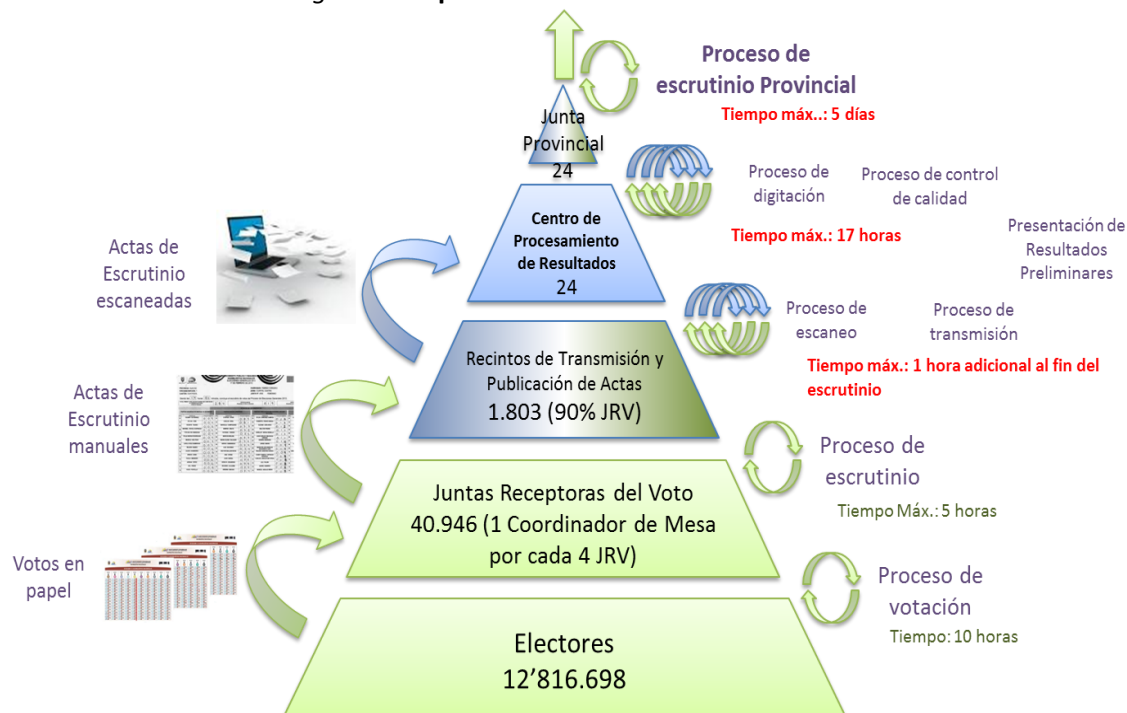 Proceso de
escrutinio Provincial
Tiempo máx..: 5 días
Junta
Provincial
24
Proceso de
digitación
Proceso de control
de calidad
Tiempo máx.: 17 horas
Presentación de
Resultados
Preliminares
Centro de
Procesamiento
de Resultados
24
Actas de
Escrutinio
escaneadas
Proceso de
escaneo
Proceso de
transmisión
Tiempo máx.: 1 hora adicional al fin del
escrutinio
Recintos de Transmisión y
Publicación de Actas
1.803 (90% JRV)
Actas de
Escrutinio
manuales
Proceso de
escrutinio
Tiempo Máx.: 5 horas
Juntas Receptoras del Voto
40.946 (1 Coordinador de Mesa
por cada 4 JRV)
Votos en
papel
Proceso de
votación
Tiempo: 10 horas
Electores
12’816.698